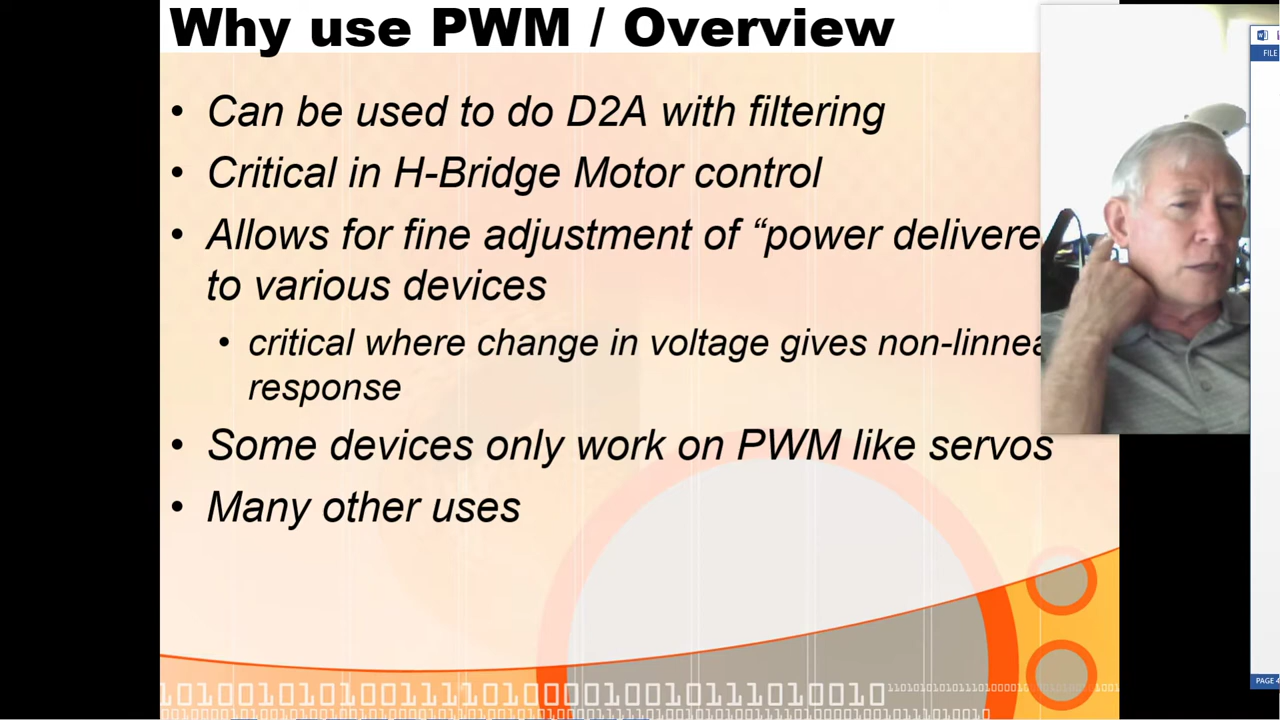 Why use PWM / Overview
• Can be used to do D2A with filtering
• Critical in H-Bridge Motor control
• Allows for fine adjustment of “power delivere
to various devices
• critical where change in voltage gives non-linnea
response
• Some devices only work on PWM like servos
• Many other uses
FILE
PAGE 4